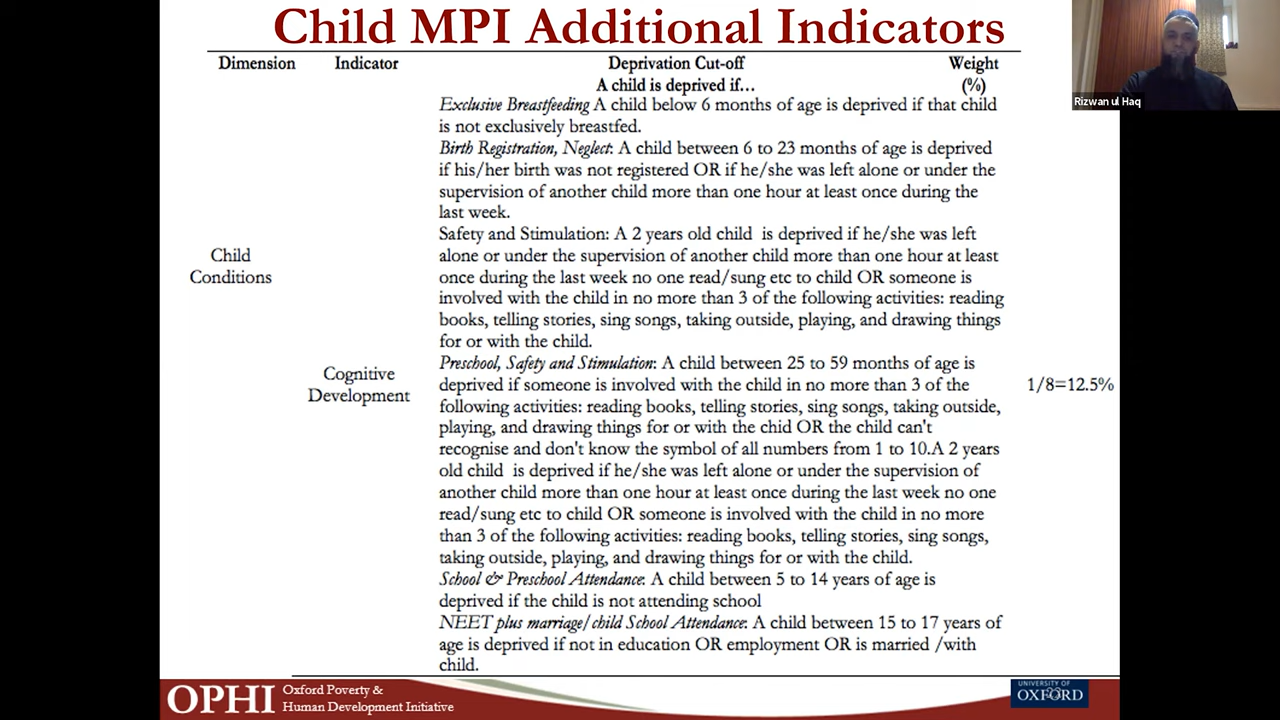 Child MPI Additional Indicators
Rizwan ul Haq
Dimension Indicator Deprivation Cut-off Weight
A child is deprived if... (%)
Exclusive Breastfeeding A child below 6 months of age is deprived if that child
is not exclusively breastfed.
Birth Registration, Neglect: A child between 6 to 23 months of age is deprived
if his/her birth was not registered OR if he/she was left alone or under the
supervision of another child more than one hour at least once during the
last week.
Safety and Stimulation: A 2 years old child is deprived if he/she was left
alone or under the supervision of another child more than one hour at least
once during the last week no one read/sung etc to child OR someone is
involved with the child in no more than 3 of the following activities: reading
books, telling stories, sing songs, taking outside, playing, and drawing things
for or with the child.
Child
Conditions
Preschool, Safety and Stimulation: A child between 25 to 59 months of age is
deprived if someone is involved with the child in no more than 3 of the
following activities: reading books, telling stories, sing songs, taking outside,
playing, and drawing things for or with the chid OR the child can't
recognise and don't know the symbol of all numbers from 1 to 10.A 2 years
old child is deprived if he/she was left alone or under the supervision of
another child more than one hour at least once during the last week no one
read/sung etc to child OR someone is involved with the child in no more
than 3 of the following activities: reading books, telling stories, sing songs,
taking outside, playing, and drawing things for or with the child.
Cognitive
Development
1/8=12.5%
School & Preschool Attendance: A child between 5 to 14 years of age is
deprived if the child is not attending school
NEET plus marriage/child School Attendance: A child between 15 to 17 years of
age is deprived if not in education OR employment OR is married /with
child.
OPHI
Oxford Poverty &
Human Development Initiative
UNIVERSITY OF
OXFORD